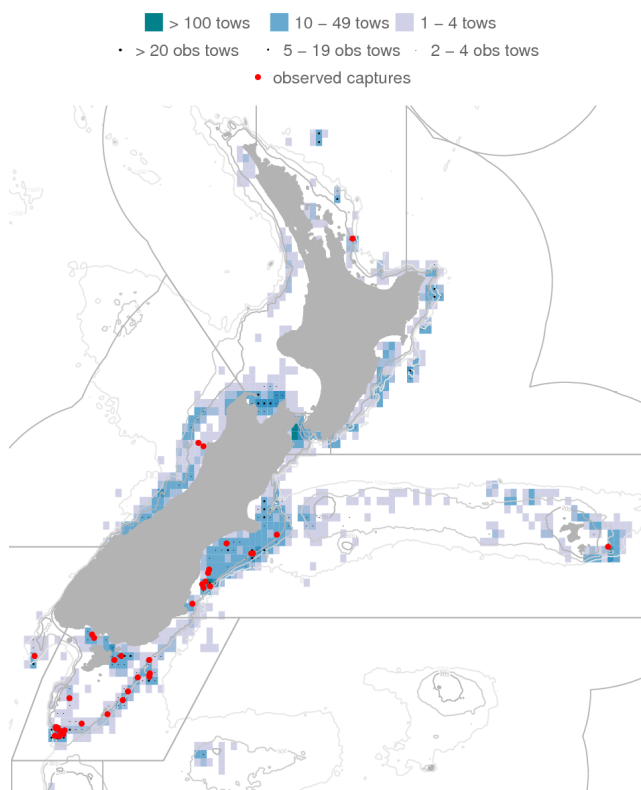 > 100 tows 10 − 49 tows 1 − 4 tows
> 20 obs tows 5 − 19 obs tows 2 − 4 obs tows
observed captures